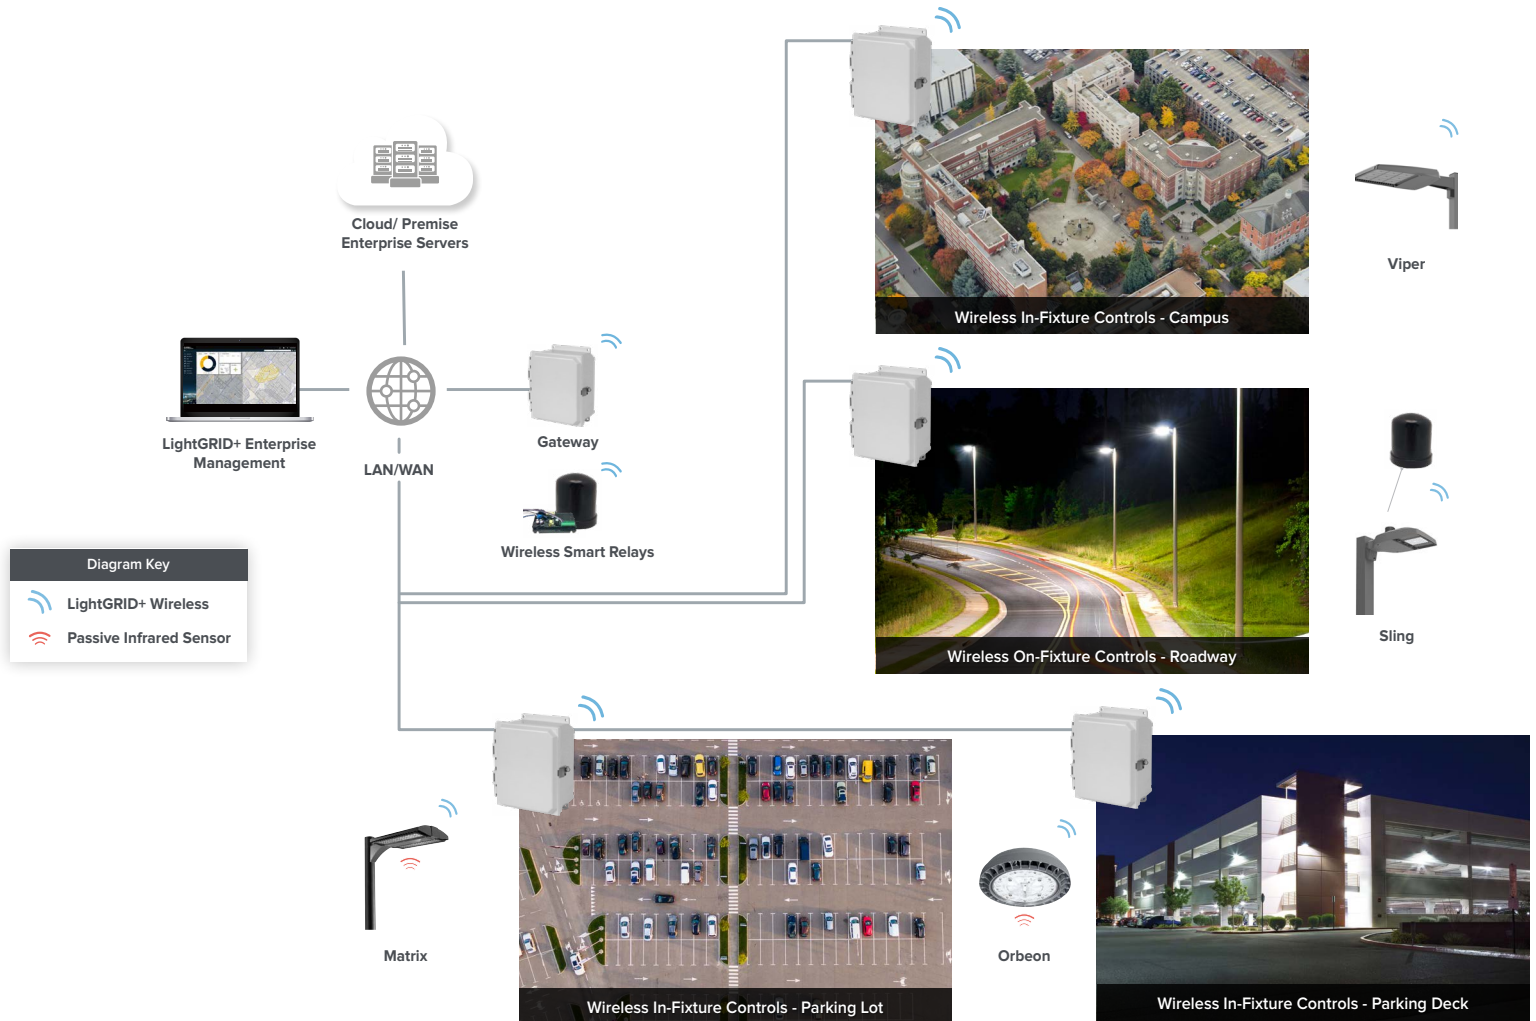 Cloud/ Premise
Enterprise Servers
LightGRID+ Enterprise
Management
LAN/WAN
Gateway
Wireless Smart Relays
Diagram Key
LightGRID+ Wireless
Passive Infrared Sensor
Wireless In-Fixture Controls - Campus
Viper
Wireless On-Fixture Controls - Roadway
Sling
Matrix
Wireless In-Fixture Controls - Parking Lot
Orbeon
Wireless In-Fixture Controls - Parking Deck